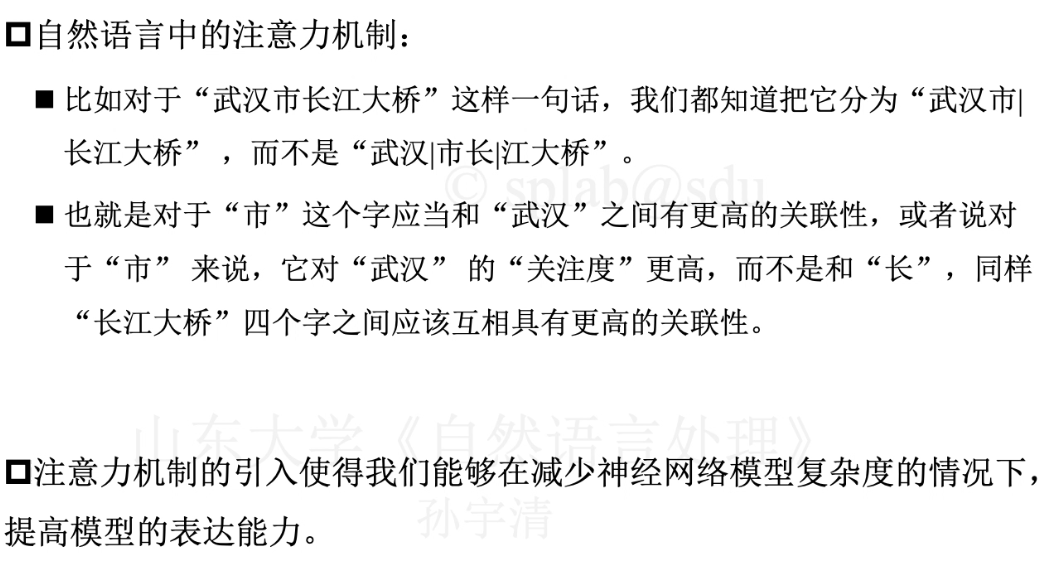 自然语言中的注意力机制：
比如对于“武汉市长江大桥”这样一句话，我们都知道把它分为“武汉市|
长江大桥” ，而不是“武汉|市长|江大桥”。
© splab@sdu
也就是对于“市”这个字应当和“武汉”之间有更高的关联性，或者说对
于“市” 来说，它对“武汉” 的“关注度”更高，而不是和“长”，同样
“长江大桥”四个字之间应该互相具有更高的关联性。
山东大学《自然语言处理》
注意力机制的引入使得我们能够在减少神经网络模型复杂度的情况下，
孙宇清
提高模型的表达能力。